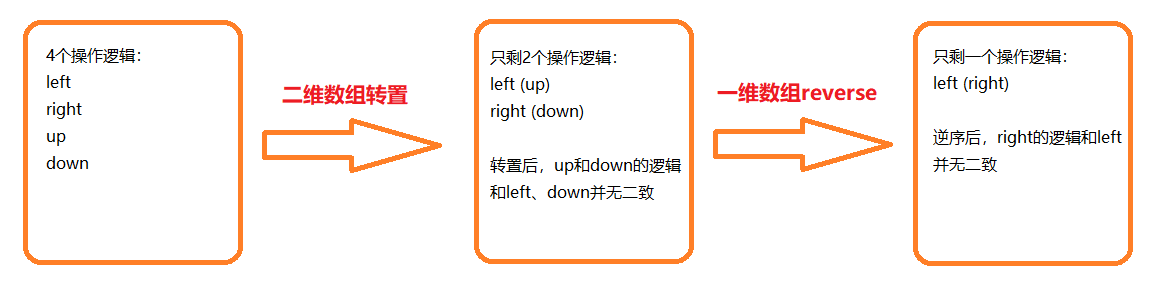 4个操作逻辑：
left
right
up
down
二维数组转置
只剩2个操作逻辑：
left (up)
right (down)
转置后，up和down的逻辑
和left、down并无二致
一维数组reverse
只剩一个操作逻辑：
left (right)
逆序后，right的逻辑和left
并无二致